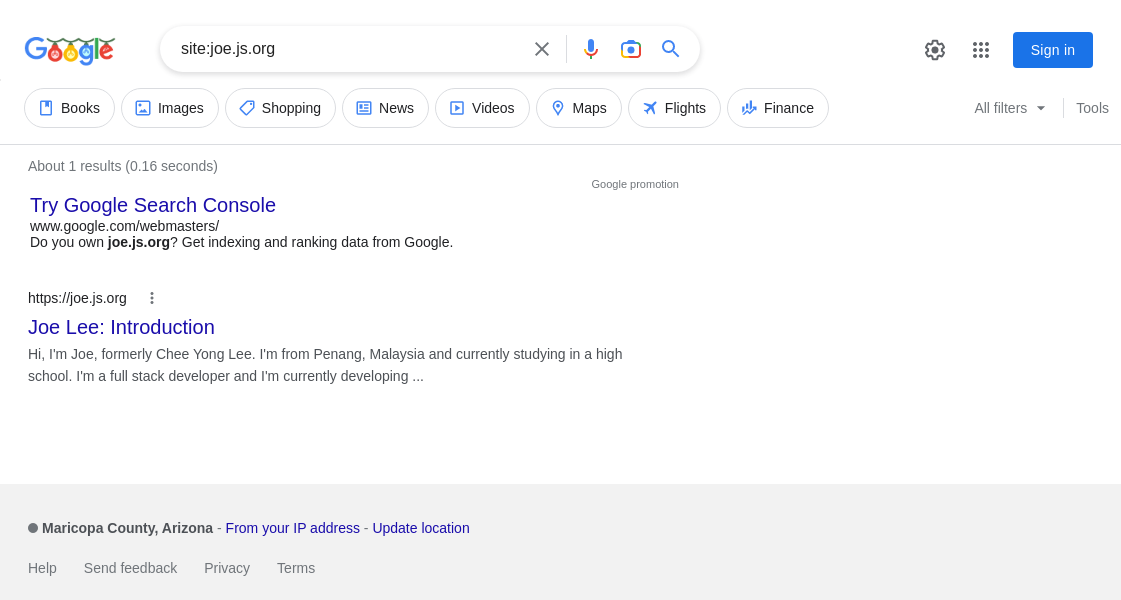 Google
site:joe.js.org
Sign in
Books
Images
Shopping
News
Videos
Maps
Flights
Finance
All filters
Tools
About 1 results (0.16 seconds)
Google promotion
Try Google Search Console
www.google.com/webmasters/
Do you own joe.js.org? Get indexing and ranking data from Google.
https://joe.js.org
Joe Lee: Introduction
Hi, I'm Joe, formerly Chee Yong Lee. I'm from Penang, Malaysia and currently studying in a high
school. I'm a full stack developer and I'm currently developing ...
Maricopa County, Arizona - From your IP address - Update location
Help
Send feedback
Privacy
Terms